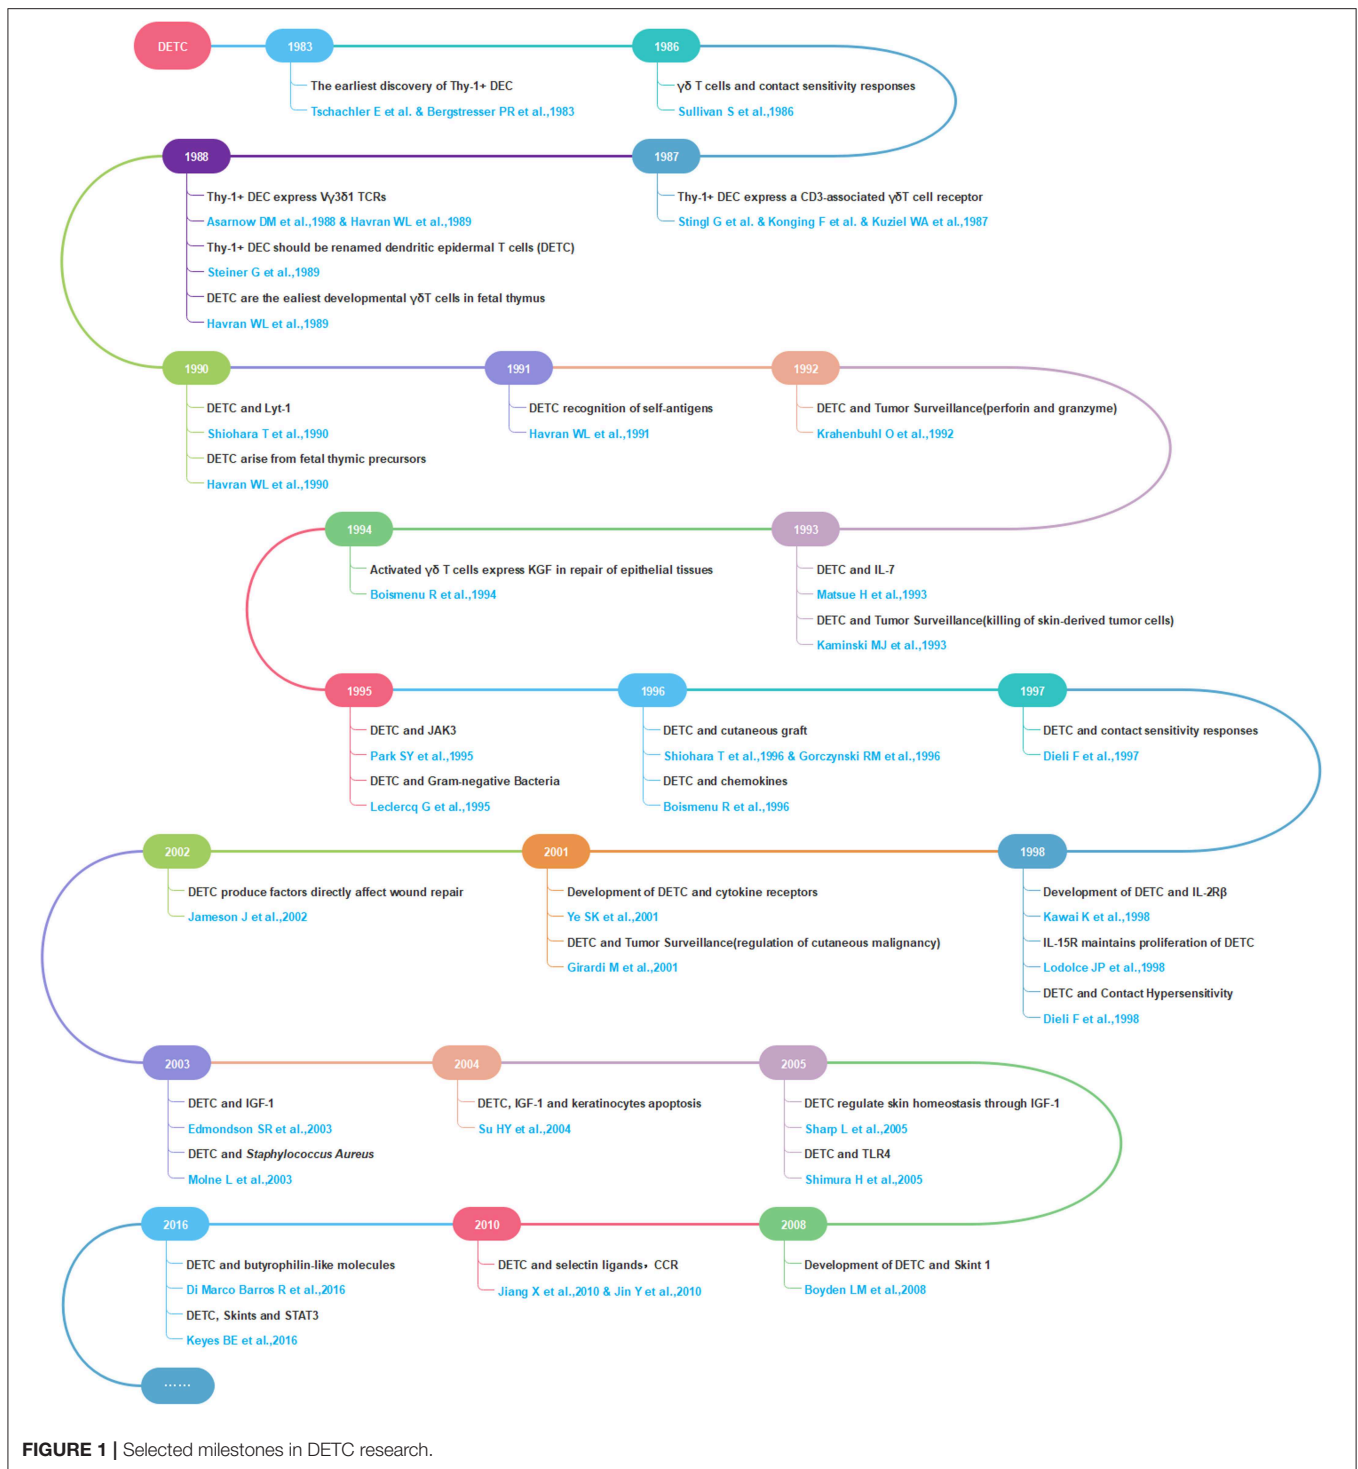 DETC
1983
The earliest discovery of Thy-1+ DEC
Tschachler E et al. & Bergstresser PR et al.,1983
1986
γδ T cells and contact sensitivity responses
Sullivan S et al.,1986
1987
Thy-1+ DEC express a CD3-associated γδT cell receptor
Stingl G et al. & Konging F et al. & Kuziel WA et al.,1987
1988
Thy-1+ DEC express Vγ3δ1 TCRs
Asarnow DM et al.,1988 & Havran WL et al.,1989
Thy-1+ DEC should be renamed dendritic epidermal T cells (DETC)
Steiner G et al.,1989
DETC are the ealiest developmental γδT cells in fetal thymus
Havran WL et al.,1989
1990
DETC and Lyt-1
Shiohara T et al.,1990
DETC arise from fetal thymic precursors
Havran WL et al.,1990
1991
DETC recognition of self-antigens
Havran WL et al.,1991
1992
DETC and Tumor Surveillance(perforin and granzyme)
Krahenbuhl O et al.,1992
1993
DETC and IL-7
Matsue H et al.,1993
DETC and Tumor Surveillance(killing of skin-derived tumor cells)
Kaminski MJ et al.,1993
1994
Activated γδ T cells express KGF in repair of epithelial tissues
Boismenu R et al.,1994
1995
DETC and JAK3
Park SY et al.,1995
DETC and Gram-negative Bacteria
Leclercq G et al.,1995
1996
DETC and cutaneous graft
Shiohara T et al.,1996 & Gorczynski RM et al.,1996
DETC and chemokines
Boismenu R et al.,1996
1997
DETC and contact sensitivity responses
Dieli F et al.,1997
1998
Development of DETC and IL-2Rβ
Kawai K et al.,1998
IL-15R maintains proliferation of DETC
Lodolce JP et al.,1998
DETC and Contact Hypersensitivity
Dieli F et al.,1998
2001
Development of DETC and cytokine receptors
Ye SK et al.,2001
DETC and Tumor Surveillance(regulation of cutaneous malignancy)
Girardi M et al.,2001
2002
DETC produce factors directly affect wound repair
Jameson J et al.,2002
2003
DETC and IGF-1
Edmondson SR et al.,2003
DETC and Staphylococcus Aureus
Molne L et al.,2003
2004
DETC, IGF-1 and keratinocytes apoptosis
Su HY et al.,2004
2005
DETC regulate skin homeostasis through IGF-1
Sharp L et al.,2005
DETC and TLR4
Shimura H et al.,2005
2008
Development of DETC and Skint 1
Boyden LM et al.,2008
2010
DETC and selectin ligands，CCR
Jiang X et al.,2010 & Jin Y et al.,2010
2016
DETC and butyrophilin-like molecules
Di Marco Barros R et al.,2016
DETC, Skints and STAT3
Keyes BE et al.,2016
……
FIGURE 1 | Selected milestones in DETC research.